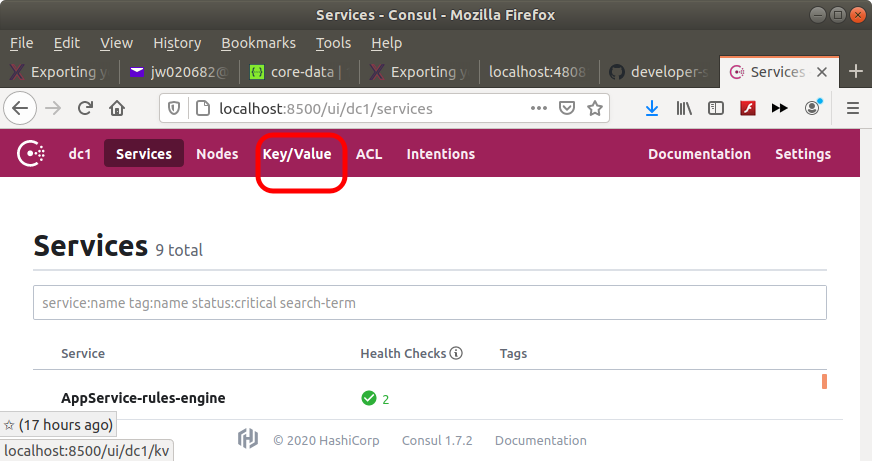 Services - Consul - Mozilla Firefox
File Edit View History Bookmarks Tools Help
Exporting y jw020682@ core-data | Exporting y localhost:4808 developer-s Services
localhost:8500/ui/dc1/services
dc1 Services Nodes Key/Value ACL Intentions Documentation Settings
Services 9 total
service:name tag:name status:critical search-term
Service Health Checks Tags
AppService-rules-engine 2
☆ (17 hours ago)
© 2020 HashiCorp Consul 1.7.2 Documentation
localhost:8500/ui/dc1/kv